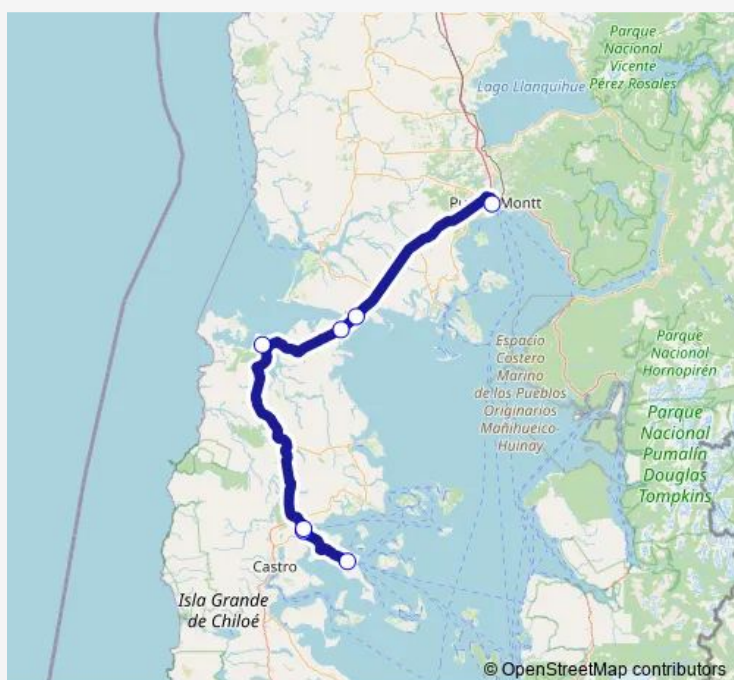 Parque
Nacional
Vicente
Pérez Rosales
Lago Llanquihue
Montt
Espacio
Costero
Marino
de los Pueblos
Originarios
Mañihueico-
Huinay
Parque
Nacional
Hornopirén
Parque
Nacional
Pumalín
Douglas
Tompkins
Castro
Isla Grande
de Chiloé
© OpenStreetMap contributors